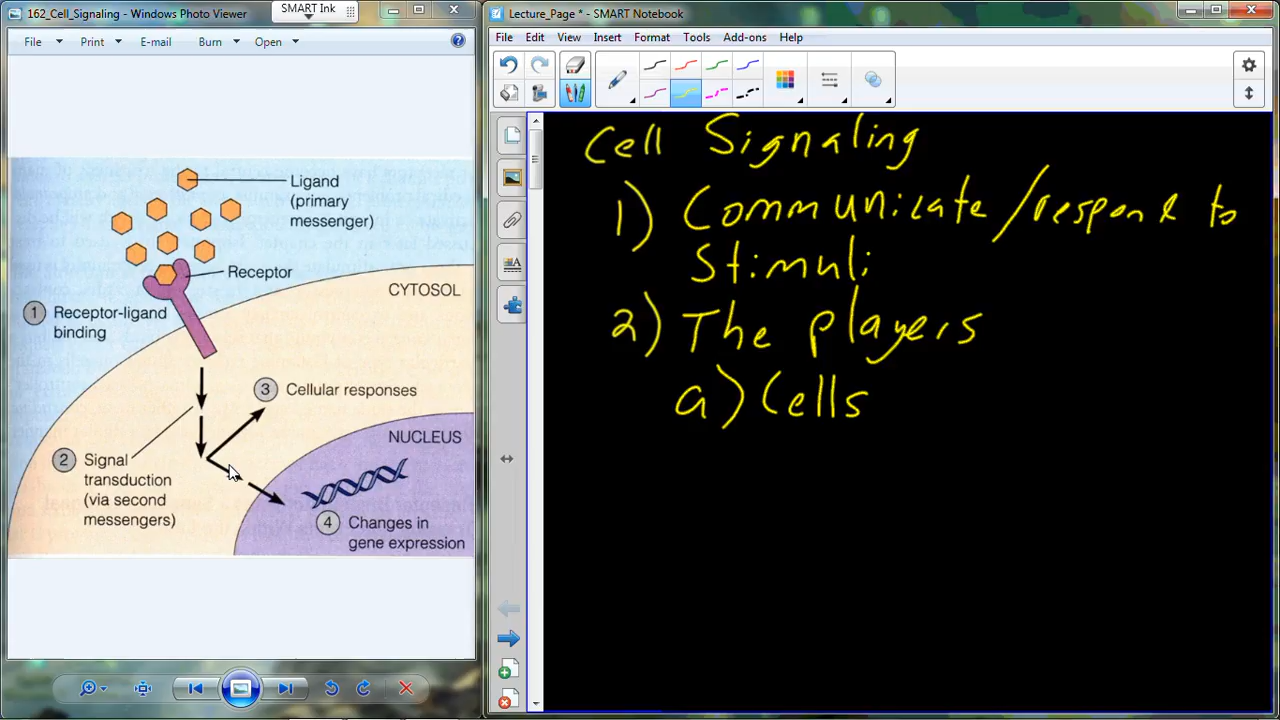 162_Cell_Signaling - Windows Photo Viewer
SMART Ink
File Print E-mail Burn Open
Ligand
(primary
messenger)
Receptor
CYTOSOL
1 Receptor-ligand
binding
3 Cellular responses
NUCLEUS
2 Signal
transduction
(via second
messengers)
4 Changes in
gene expression
Lecture_Page * - SMART Notebook
File Edit View Insert Format Tools Add-ons Help
Cell Signaling
1) Communicate/respond to
Stimuli
2) The players
a) Cells